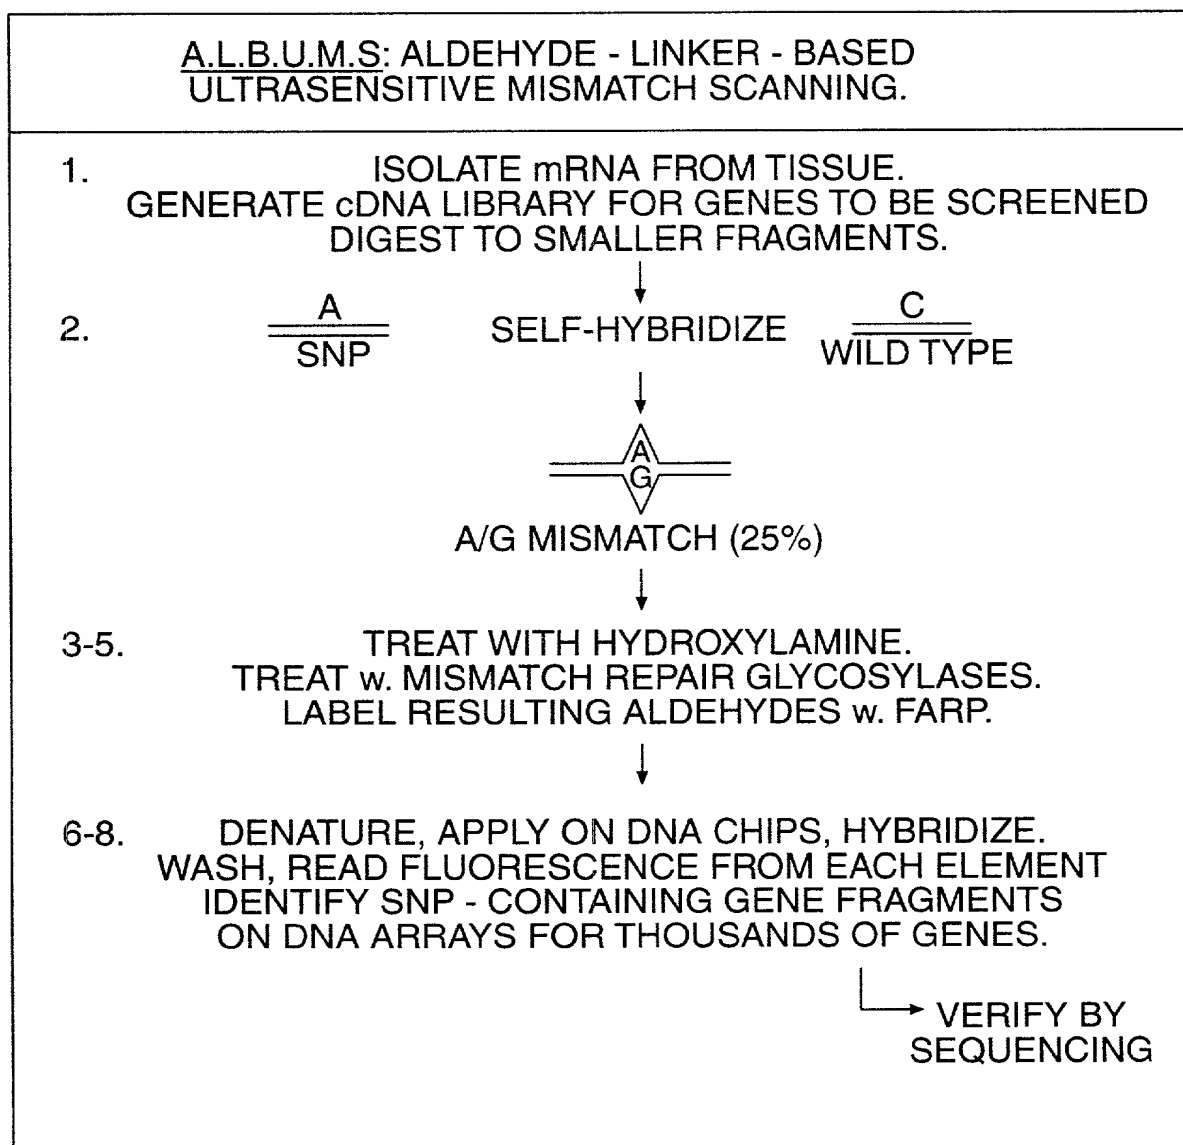 A.L.B.U.M.S: ALDEHYDE - LINKER - BASED
ULTRASENSITIVE MISMATCH SCANNING.
1. ISOLATE mRNA FROM TISSUE.
GENERATE cDNA LIBRARY FOR GENES TO BE SCREENED
DIGEST TO SMALLER FRAGMENTS.
2. A SELF-HYBRIDIZE C
SNP WILD TYPE
A
G
A/G MISMATCH (25%)
3-5. TREAT WITH HYDROXYLAMINE.
TREAT w. MISMATCH REPAIR GLYCOSYLASES.
LABEL RESULTING ALDEHYDES w. FARP.
6-8. DENATURE, APPLY ON DNA CHIPS, HYBRIDIZE.
WASH, READ FLUORESCENCE FROM EACH ELEMENT
IDENTIFY SNP - CONTAINING GENE FRAGMENTS
ON DNA ARRAYS FOR THOUSANDS OF GENES.
VERIFY BY
SEQUENCING